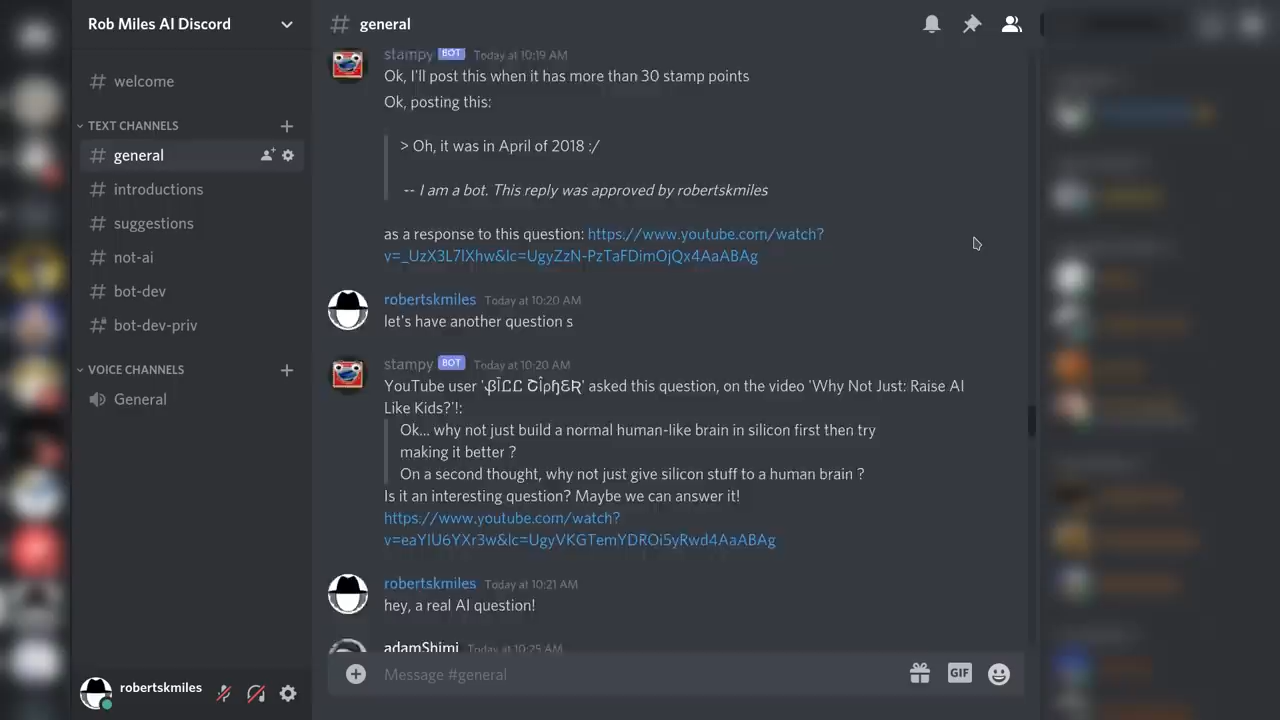 Rob Miles AI Discord
# general
# welcome
TEXT CHANNELS
# general
# introductions
# suggestions
# not-ai
# bot-dev
# bot-dev-priv
VOICE CHANNELS
General
robertskmiles
stampy BOT Today at 10:19 AM
Ok, I'll post this when it has more than 30 stamp points
Ok, posting this:
> Oh, it was in April of 2018 :/
-- I am a bot. This reply was approved by robertskmiles
as a response to this question: https://www.youtube.com/watch?
v=_UzX3L7lXhw&lc=UgyZzN-PzTaFDimOjQx4AaABAg
robertskmiles Today at 10:20 AM
let's have another question s
stampy BOT Today at 10:20 AM
YouTube user 'βÎĹĹ ČÎρђƐƦ' asked this question, on the video 'Why Not Just: Raise AI
Like Kids?'!:
Ok... why not just build a normal human-like brain in silicon first then try
making it better ?
On a second thought, why not just give silicon stuff to a human brain ?
Is it an interesting question? Maybe we can answer it!
https://www.youtube.com/watch?
v=eaYIU6YXr3w&lc=UgyVKGTemYDROi5yRwd4AaABAg
robertskmiles Today at 10:21 AM
hey, a real AI question!
adamShimi Today at 10:25 AM
Message #general
GIF